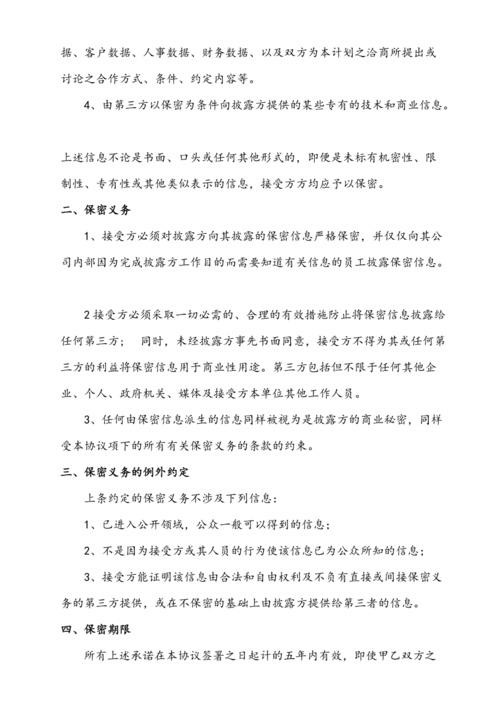 据、客户数据、人事数据、财务数据、以及双方为本计划之洽商所提出或
讨论之合作方式、条件、约定内容等。
4、由第三方以保密为条件向披露方提供的某些专有的技术和商业信息。
上述信息不论是书面、口头或任何其他形式的，即便是未标有机密性、限
制性、专有性或其他类似表示的信息，接受方方均应予以保密。
二、保密义务
1、接受方必须对披露方向其披露的保密信息严格保密，并仅仅向其公
司内部因为完成披露方工作目的而需要知道有关信息的员工披露保密信息。
2接受方必须采取一切必需的、合理的有效措施防止将保密信息披露给
任何第三方；  同时，未经披露方事先书面同意，接受方不得为其或任何第
三方的利益将保密信息用于商业性用途。第三方包括但不限于任何其他企
业、个人、政府机关、媒体及接受方本单位其他工作人员。
3、任何由保密信息派生的信息同样被视为是披露方的商业秘密，同样
受本协议项下的所有有关保密义务的条款的约束。
三、保密义务的例外约定
上条约定的保密义务不涉及下列信息：
1、已进入公开领域，公众一般可以得到的信息；
2、不是因为接受方或其人员的行为使该信息已为公众所知的信息；
3、接受方能证明该信息由合法和自由权利及不负有直接或间接保密义
务的第三方提供，或在不保密的基础上由披露方提供给第三者的信息。
四、保密期限
所有上述承诺在本协议签署之日起计的五年内有效，即使甲乙双方之